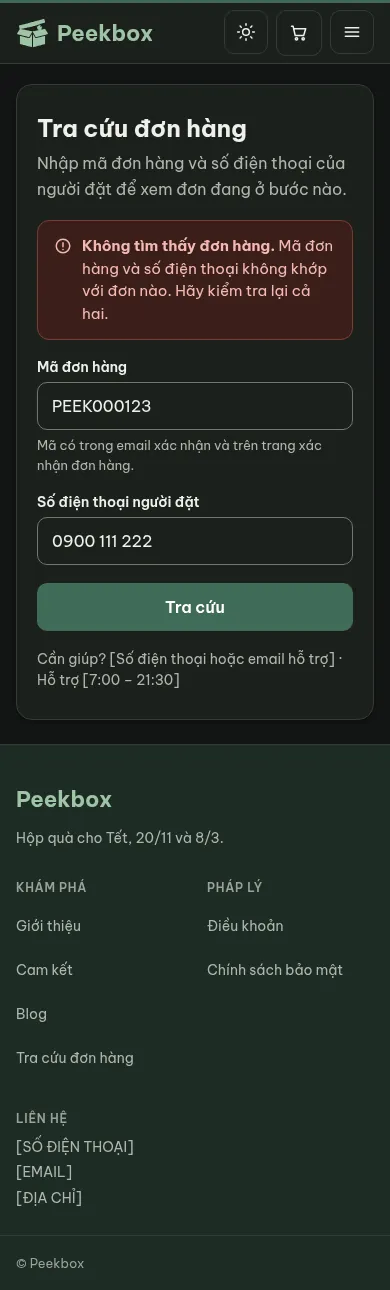 Peekbox
Tra cứu đơn hàng
Nhập mã đơn hàng và số điện thoại của
người đặt để xem đơn đang ở bước nào.
Không tìm thấy đơn hàng. Mã đơn
hàng và số điện thoại không khớp
với đơn nào. Hãy kiểm tra lại cả
hai.
Mã đơn hàng
PEEK000123
Mã có trong email xác nhận và trên trang xác
nhận đơn hàng.
Số điện thoại người đặt
0900 111 222
Tra cứu
Cần giúp? [Số điện thoại hoặc email hỗ trợ] ·
Hỗ trợ [7:00 – 21:30]
Peekbox
Hộp quà cho Tết, 20/11 và 8/3.
KHÁM PHÁ
Giới thiệu
Cam kết
Blog
Tra cứu đơn hàng
PHÁP LÝ
Điều khoản
Chính sách bảo mật
LIÊN HỆ
[SỐ ĐIỆN THOẠI]
[EMAIL]
[ĐỊA CHỈ]
© Peekbox